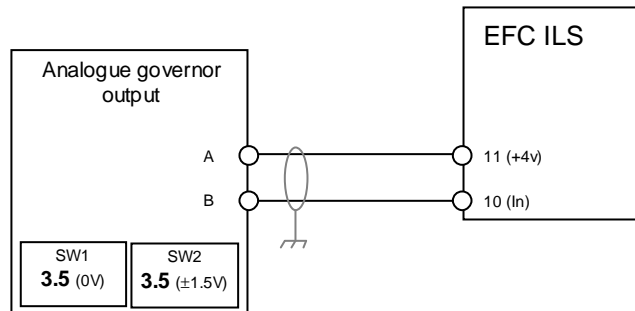 EFC ILS
Analogue governor
output
A
11 (+4v)
B
10 (In)
SW1
3.5 (0V)
SW2
3.5 (±1.5V)